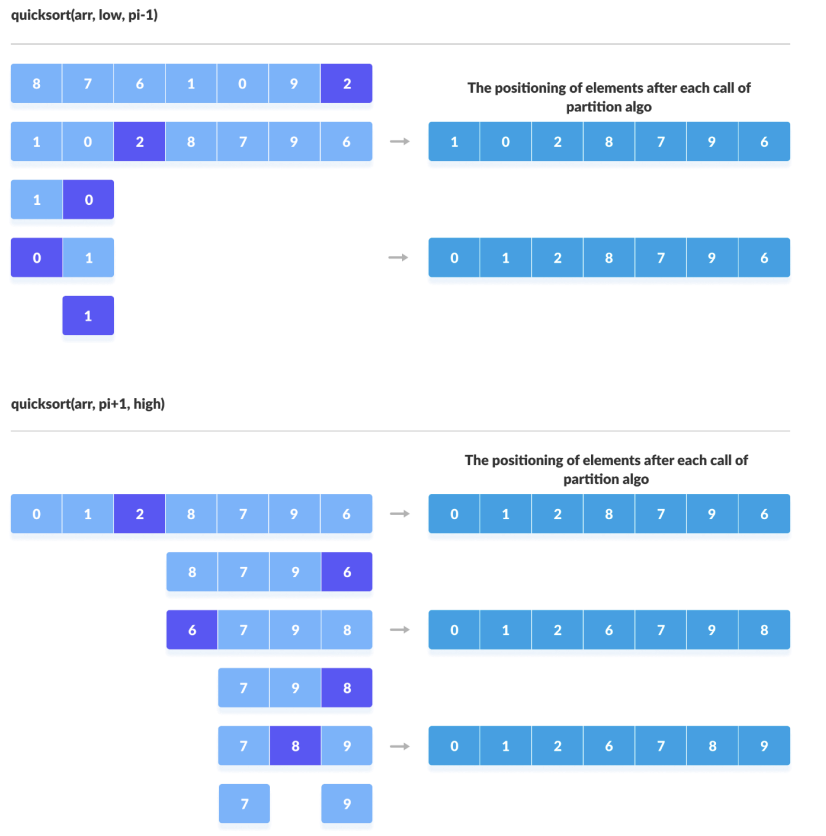 quicksort(arr, low, pi-1)
8 7 6 1 0 9 2
The positioning of elements after each call of
partition algo
1 0 2 8 7 9 6 → 1 0 2 8 7 9 6
1 0
0 1 → 0 1 2 8 7 9 6
1
quicksort(arr, pi+1, high)
The positioning of elements after each call of
partition algo
0 1 2 8 7 9 6 → 0 1 2 8 7 9 6
8 7 9 6
6 7 9 8 → 0 1 2 6 7 9 8
7 9 8
7 8 9 → 0 1 2 6 7 8 9
7 9